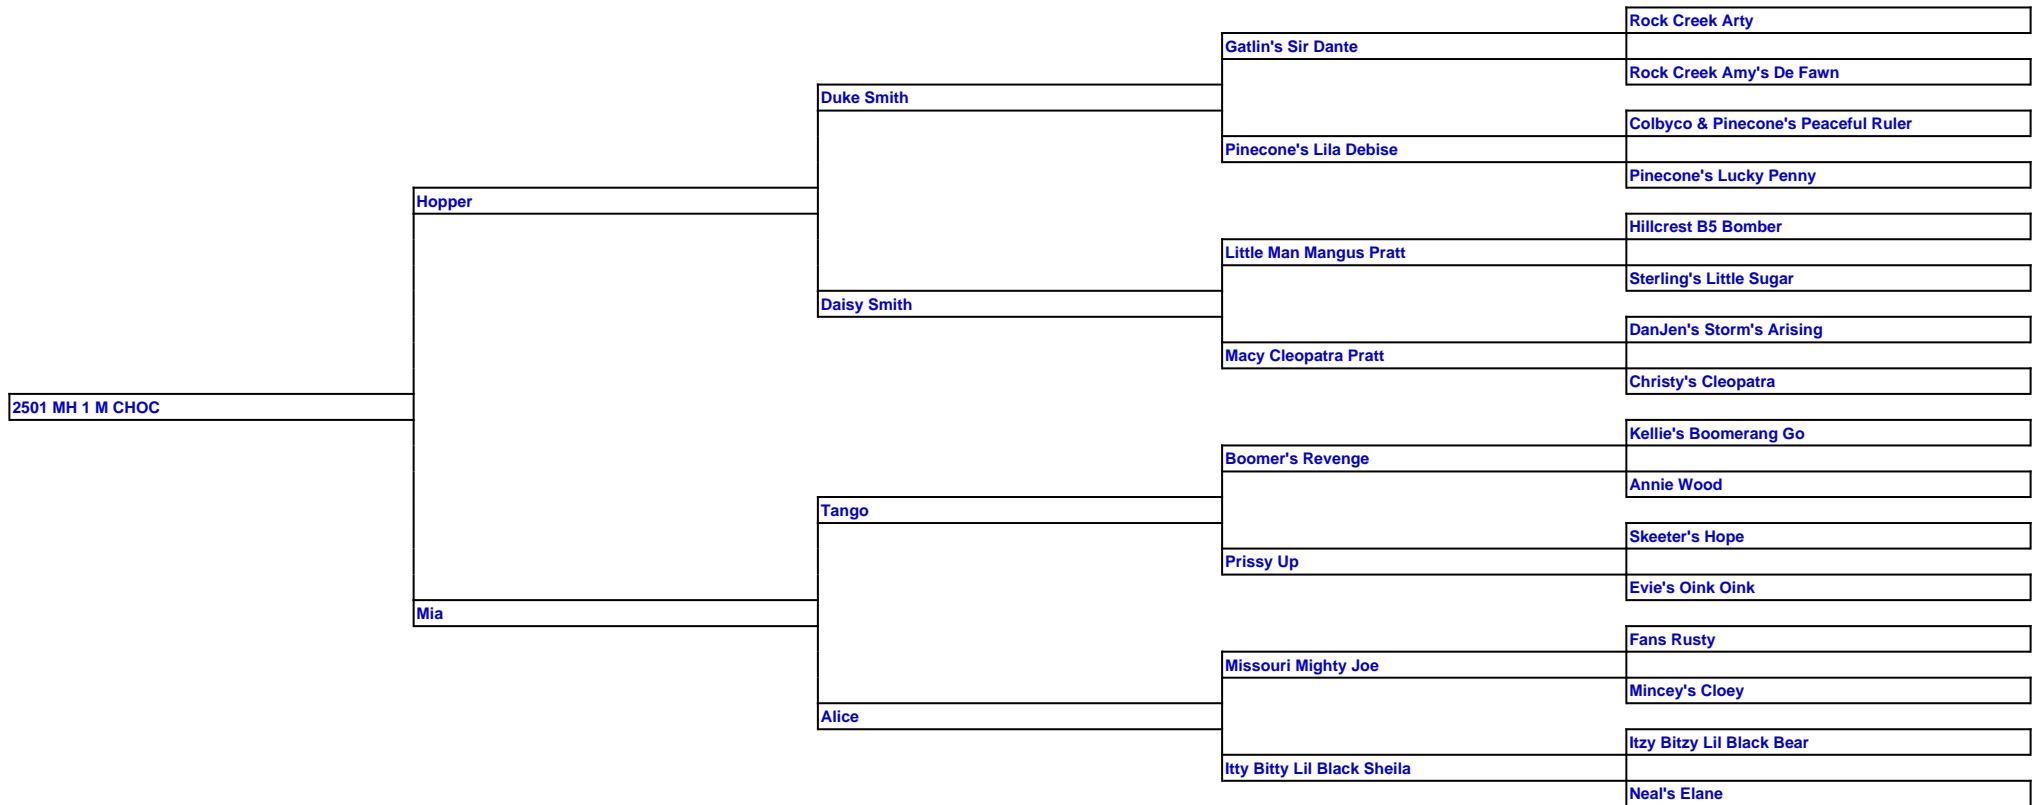 Rock Creek Arty
Gatlin's Sir Dante
Rock Creek Amy's De Fawn
Duke Smith
Colbyco & Pinecone's Peaceful Ruler
Pinecone's Lila Debise
Pinecone's Lucky Penny
Hopper
Hillcrest B5 Bomber
Little Man Mangus Pratt
Sterling's Little Sugar
Daisy Smith
DanJen's Storm's Arising
Macy Cleopatra Pratt
Christy's Cleopatra
2501 MH 1 M CHOC
Kellie's Boomerang Go
Boomer's Revenge
Annie Wood
Tango
Skeeter's Hope
Prissy Up
Evie's Oink Oink
Mia
Fans Rusty
Missouri Mighty Joe
Mincey's Cloey
Alice
Itzy Bitzy Lil Black Bear
Itty Bitty Lil Black Sheila
Neal's Elane